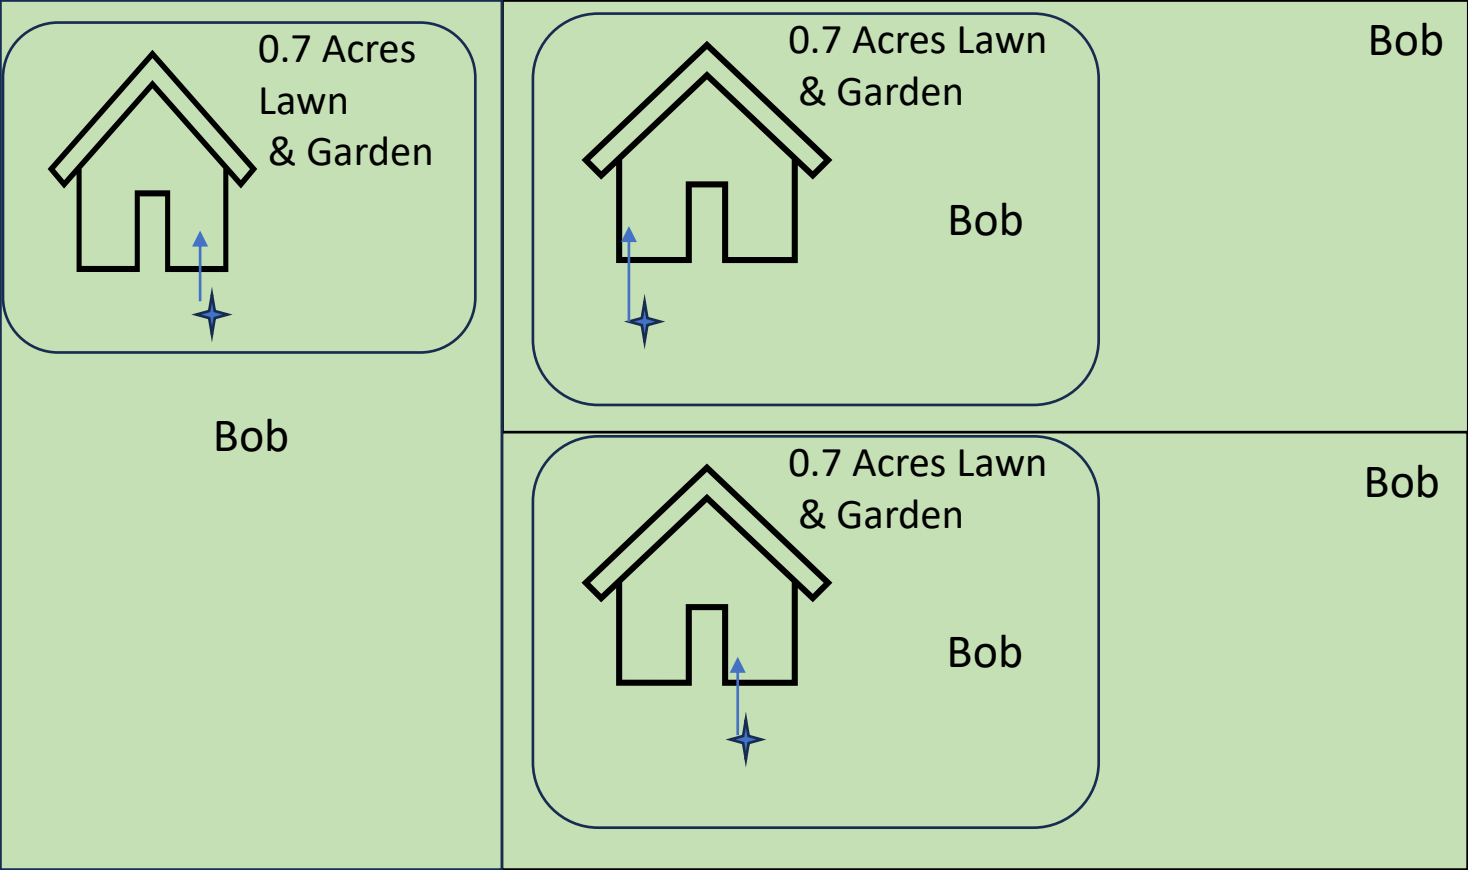 0.7 Acres
Lawn
& Garden
Bob
0.7 Acres Lawn
& Garden
Bob
Bob
0.7 Acres Lawn
& Garden
Bob
Bob